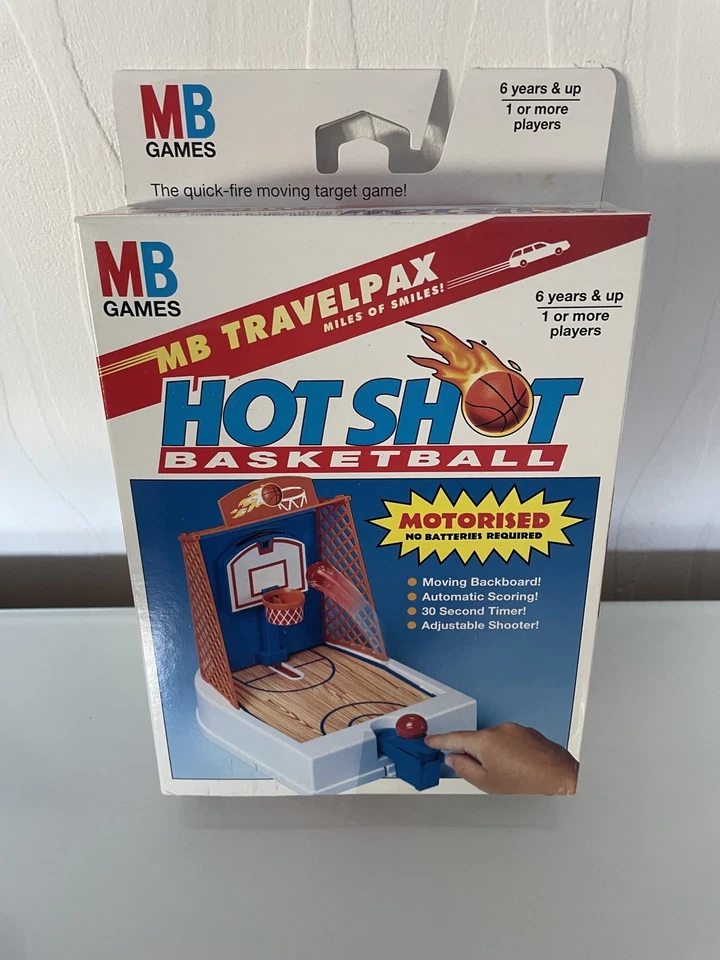 MB
GAMES
6 years & up
1 or more
players
The quick-fire moving target game!
MB
GAMES
MB TRAVELPAX
MILES OF SMILES!
6 years & up
1 or more
players
HOT SHOT
BASKETBALL
MOTORISED
NO BATTERIES REQUIRED
Moving Backboard!
Automatic Scoring!
30 Second Timer!
Adjustable Shooter!